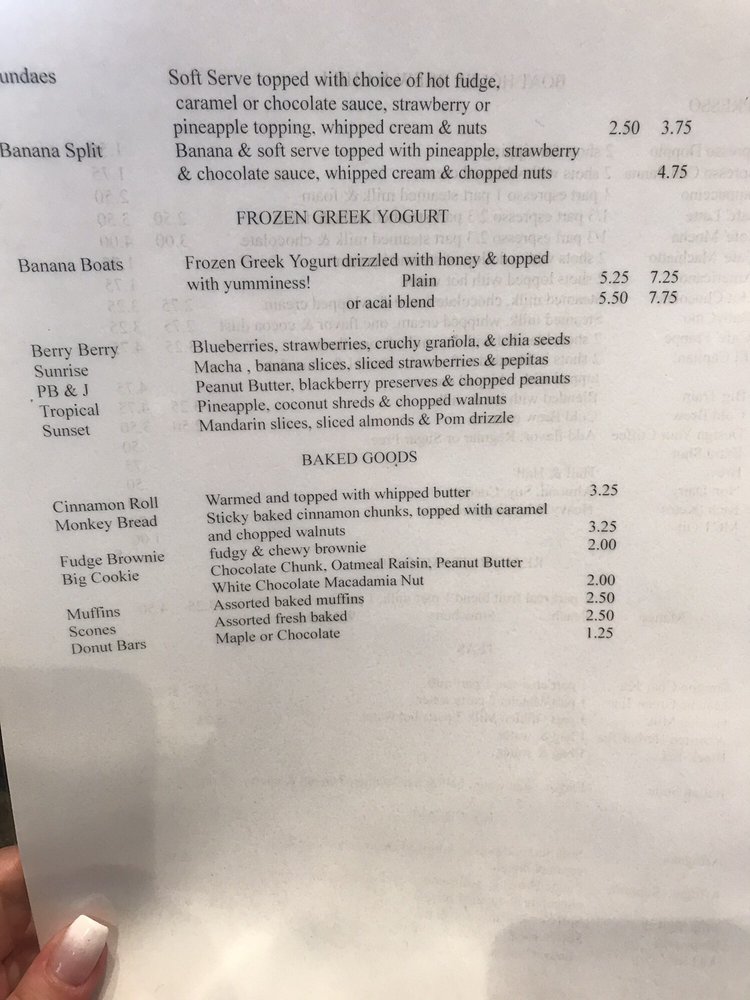 undaes Soft Serve topped with choice of hot fudge,
caramel or chocolate sauce, strawberry or
pineapple topping, whipped cream & nuts 2.50 3.75
Banana Split Banana & soft serve topped with pineapple, strawberry
& chocolate sauce, whipped cream & chopped nuts 4.75
FROZEN GREEK YOGURT
Banana Boats Frozen Greek Yogurt drizzled with honey & topped
with yumminess! Plain 5.25 7.25
or acai blend 5.50 7.75
Berry Berry Blueberries, strawberries, cruchy granola, & chia seeds
Sunrise Macha , banana slices, sliced strawberries & pepitas
PB & J Peanut Butter, blackberry preserves & chopped peanuts
Tropical Pineapple, coconut shreds & chopped walnuts
Sunset Mandarin slices, sliced almonds & Pom drizzle
BAKED GOODS
Cinnamon Roll Warmed and topped with whipped butter 3.25
Monkey Bread Sticky baked cinnamon chunks, topped with caramel
and chopped walnuts 3.25
Fudge Brownie fudgy & chewy brownie 2.00
Big Cookie Chocolate Chunk, Oatmeal Raisin, Peanut Butter
White Chocolate Macadamia Nut 2.00
Muffins Assorted baked muffins 2.50
Scones Assorted fresh baked 2.50
Donut Bars Maple or Chocolate 1.25